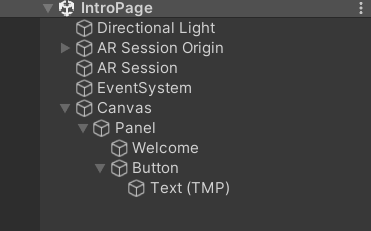 IntroPage
Directional Light
AR Session Origin
AR Session
EventSystem
Canvas
Panel
Welcome
Button
Text (TMP)